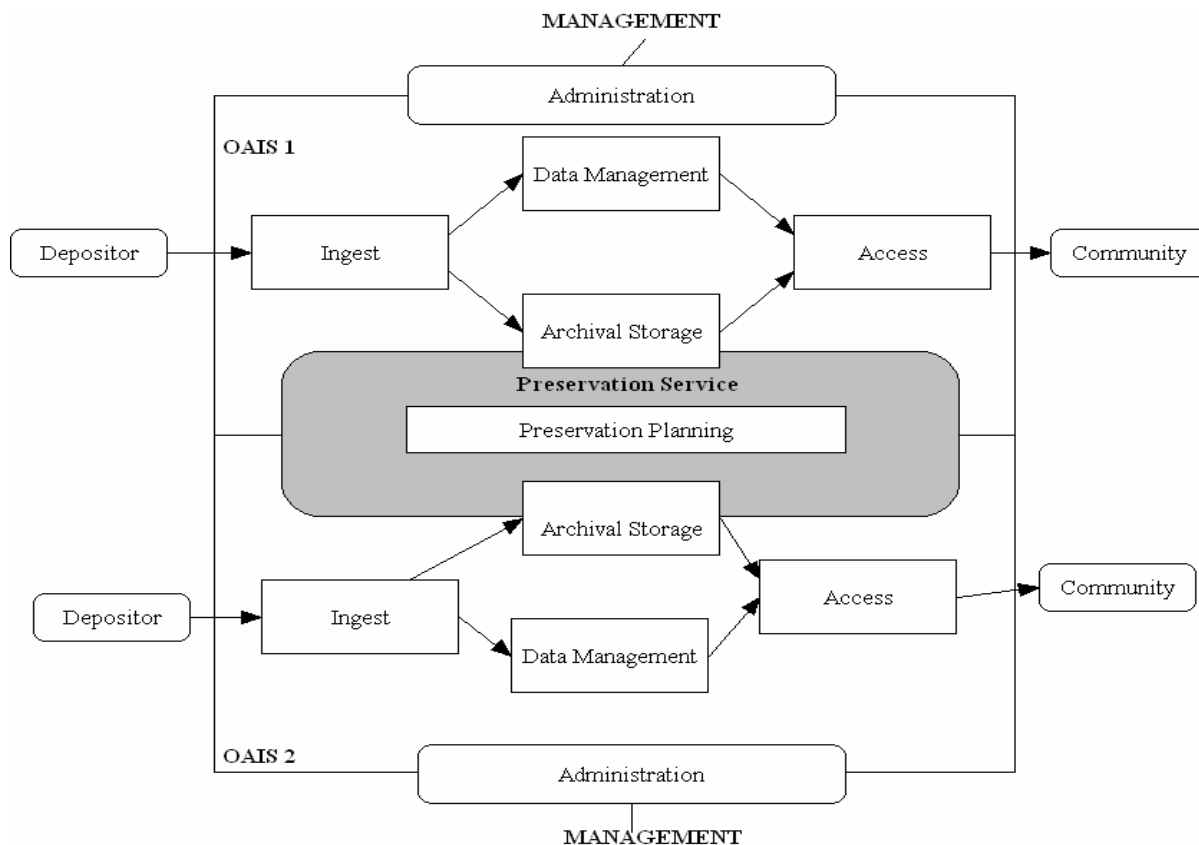 MANAGEMENT
Administration
OAIS 1
Data Management
Depositor
Ingest
Access
Community
Archival Storage
Preservation Service
Preservation Planning
Archival Storage
Depositor
Ingest
Access
Community
Data Management
OAIS 2
Administration
MANAGEMENT